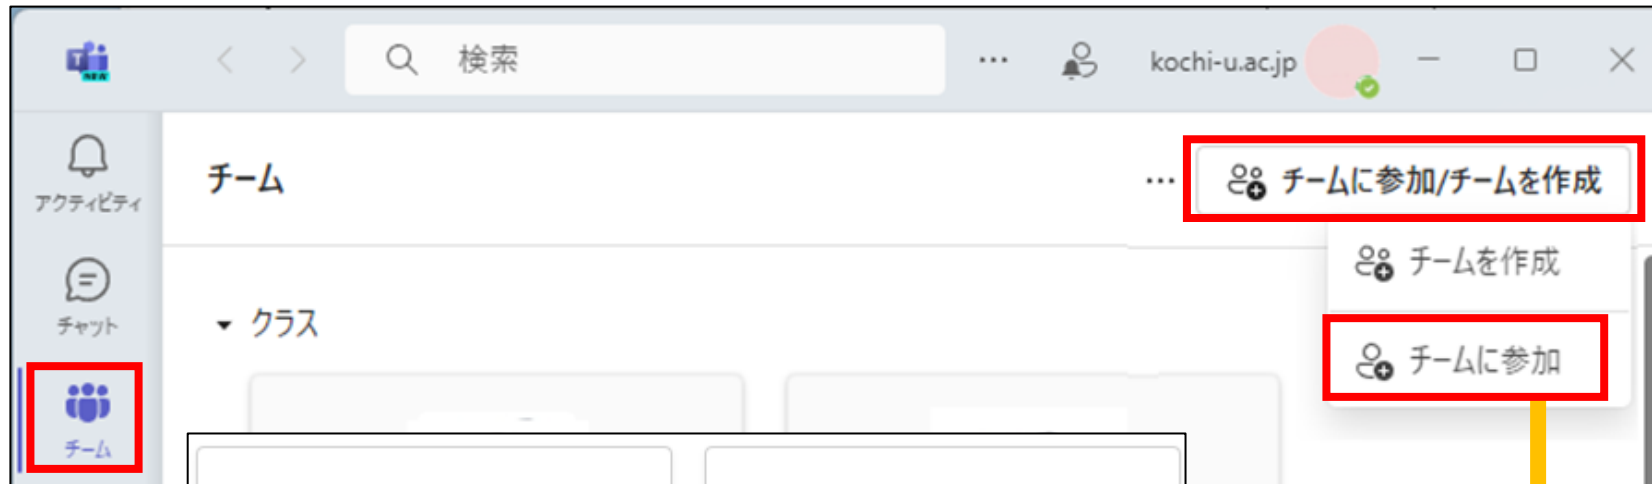 NEW
検索
kochi-u.ac.jp
アクティビティ
チーム
チームに参加/チームを作成
チームを作成
チャット
クラス
チームに参加
チーム